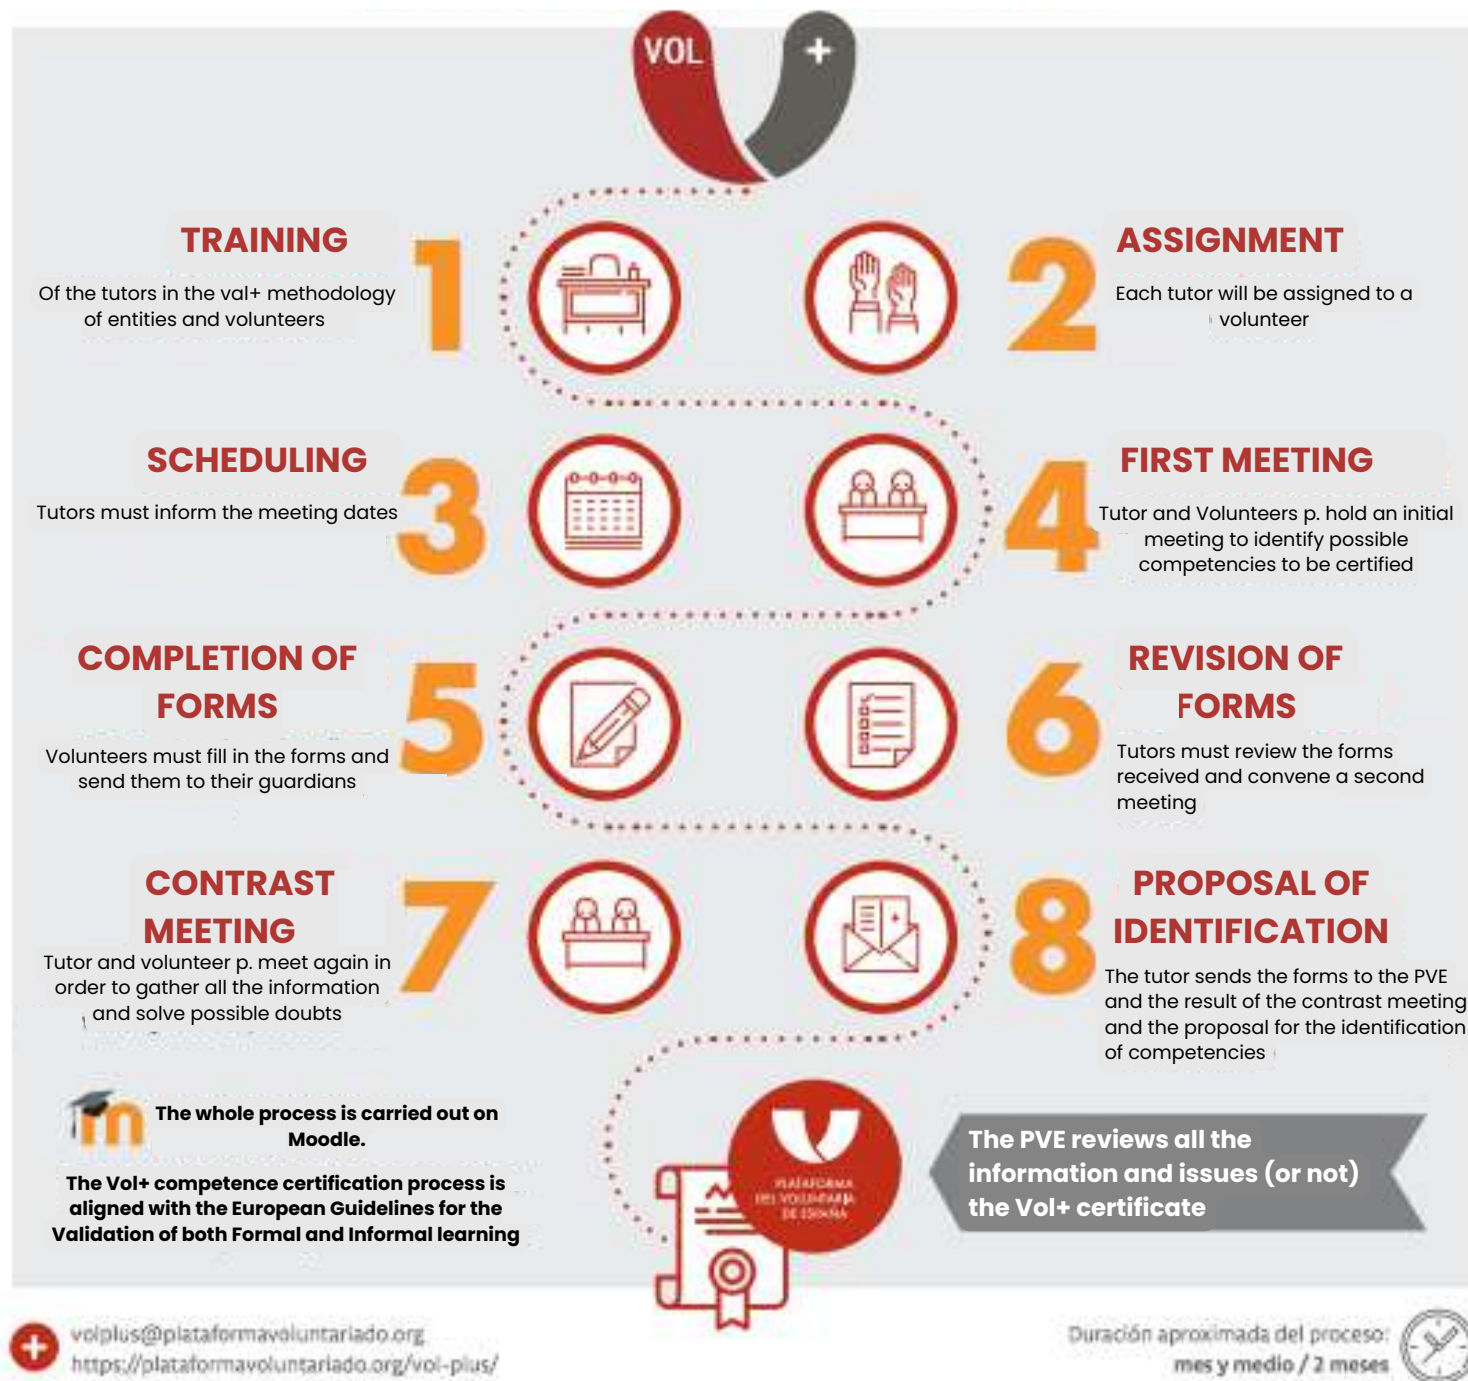 VOL +
TRAINING
Of the tutors in the val+ methodology
of entities and volunteers
1
2
ASSIGNMENT
Each tutor will be assigned to a
volunteer
SCHEDULING
Tutors must inform the meeting dates
3
4
FIRST MEETING
Tutor and Volunteers p. hold an initial
meeting to identify possible
competencies to be certified
COMPLETION OF
FORMS
Volunteers must fill in the forms and
send them to their guardians
5
6
REVISION OF
FORMS
Tutors must review the forms
received and convene a second
meeting
CONTRAST
MEETING
Tutor and volunteer p. meet again in
order to gather all the information
and solve possible doubts
7
8
PROPOSAL OF
IDENTIFICATION
The tutor sends the forms to the PVE
and the result of the contrast meeting
and the proposal for the identification
of competencies
m
The whole process is carried out on
Moodle.
The Vol+ competence certification process is
aligned with the European Guidelines for the
Validation of both Formal and Informal learning
PLATAFORMA
DEL VOLUNTARIA
DE ESPAÑA
The PVE reviews all the
information and issues (or not)
the Vol+ certificate
+
volplus@plataformavoluntariado.org
https://plataformavoluntariado.org/vol-plus/
Duración aproximada del proceso:
mes y medio / 2 meses